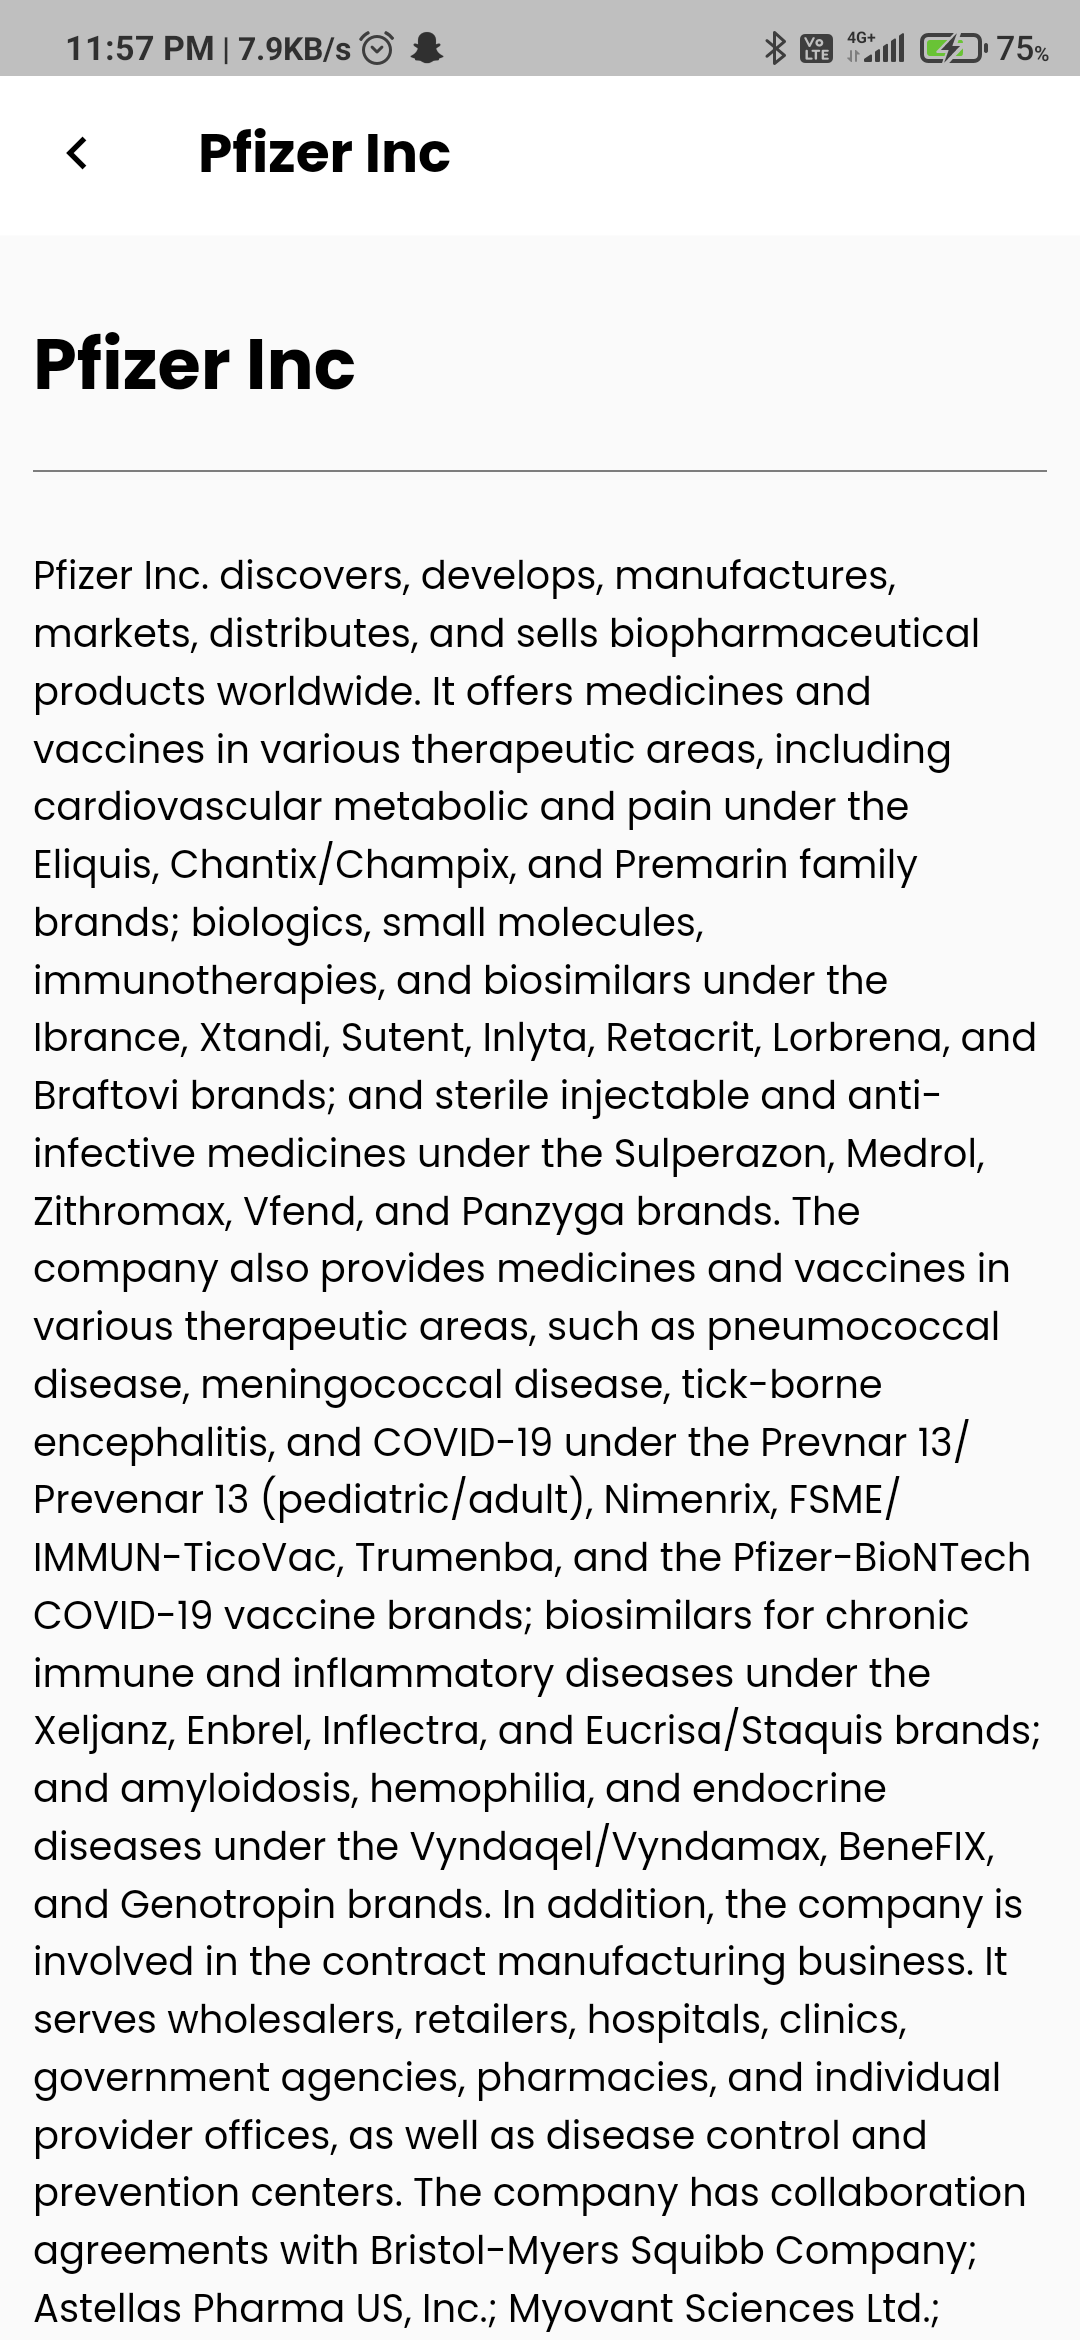 11:57 PM | 7.9KB/s Vo LTE 4G+ 75%
Pfizer Inc
Pfizer Inc
Pfizer Inc. discovers, develops, manufactures,
markets, distributes, and sells biopharmaceutical
products worldwide. It offers medicines and
vaccines in various therapeutic areas, including
cardiovascular metabolic and pain under the
Eliquis, Chantix/Champix, and Premarin family
brands; biologics, small molecules,
immunotherapies, and biosimilars under the
Ibrance, Xtandi, Sutent, Inlyta, Retacrit, Lorbrena, and
Braftovi brands; and sterile injectable and anti-
infective medicines under the Sulperazon, Medrol,
Zithromax, Vfend, and Panzyga brands. The
company also provides medicines and vaccines in
various therapeutic areas, such as pneumococcal
disease, meningococcal disease, tick-borne
encephalitis, and COVID-19 under the Prevnar 13/
Prevenar 13 (pediatric/adult), Nimenrix, FSME/
IMMUN-TicoVac, Trumenba, and the Pfizer-BioNTech
COVID-19 vaccine brands; biosimilars for chronic
immune and inflammatory diseases under the
Xeljanz, Enbrel, Inflectra, and Eucrisa/Staquis brands;
and amyloidosis, hemophilia, and endocrine
diseases under the Vyndaqel/Vyndamax, BeneFIX,
and Genotropin brands. In addition, the company is
involved in the contract manufacturing business. It
serves wholesalers, retailers, hospitals, clinics,
government agencies, pharmacies, and individual
provider offices, as well as disease control and
prevention centers. The company has collaboration
agreements with Bristol-Myers Squibb Company;
Astellas Pharma US, Inc.; Myovant Sciences Ltd.;